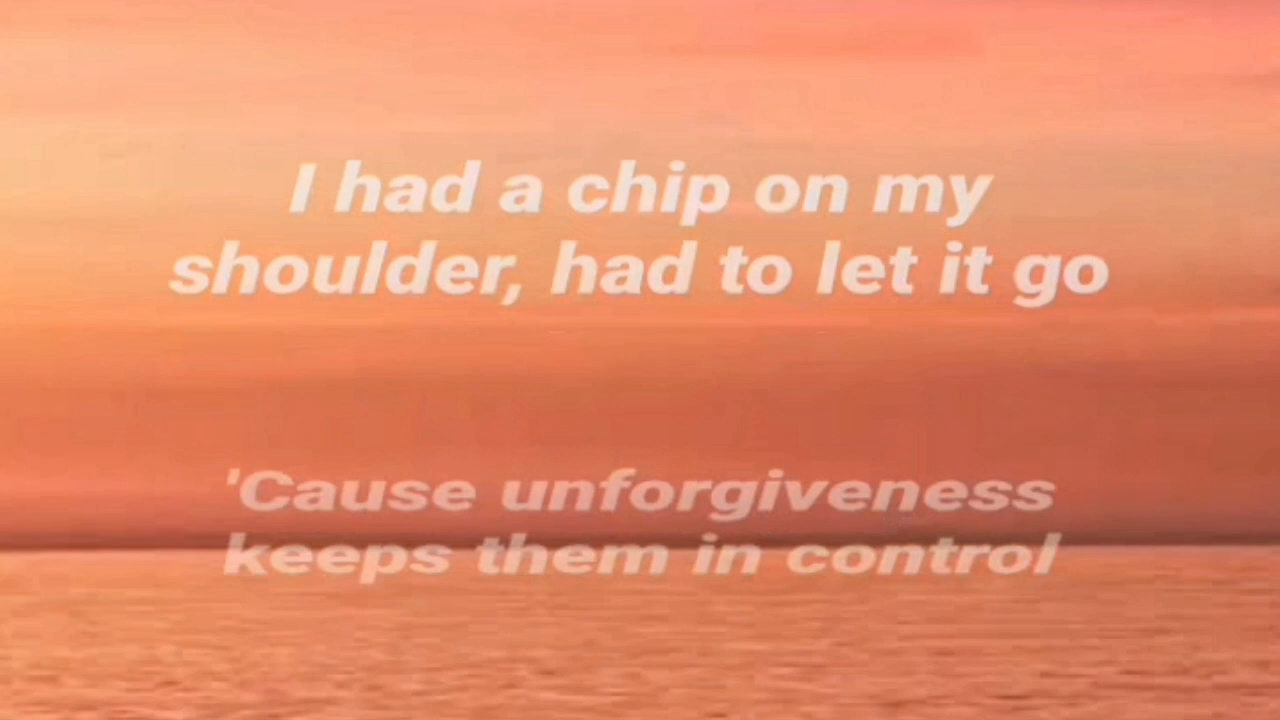 I had a chip on my
shoulder, had to let it go
'Cause unforgiveness
keeps them in control